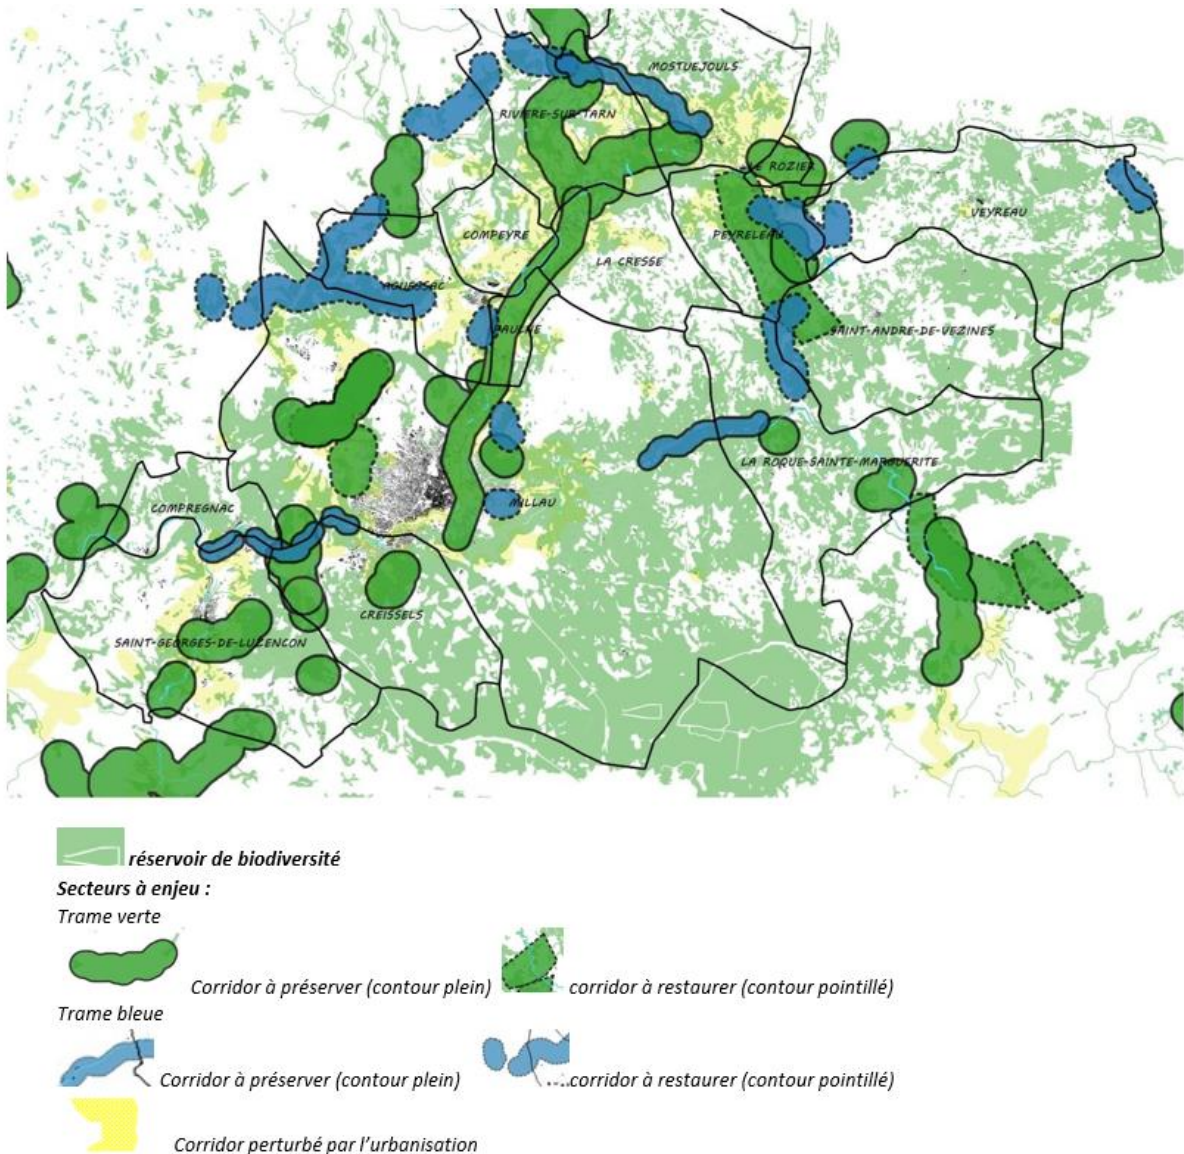 MOSTUEJOULS
RIVIERE-SUR-TARN
LE ROZIER
VEYREAU
COMPEYRE
PEYRELEAU
LA CRESSE
AGUESSAC
PAULHE
SAINT-ANDRE-DE-VEZINES
LA ROQUE-SAINTE-MARGUERITE
MILLAU
COMPREGNAC
CREISSELS
SAINT-GEORGES-DE-LUZENCON
réservoir de biodiversité
Secteurs à enjeu :
Trame verte
Corridor à préserver (contour plein) corridor à restaurer (contour pointillé)
Trame bleue
Corridor à préserver (contour plein) corridor à restaurer (contour pointillé)
Corridor perturbé par l'urbanisation